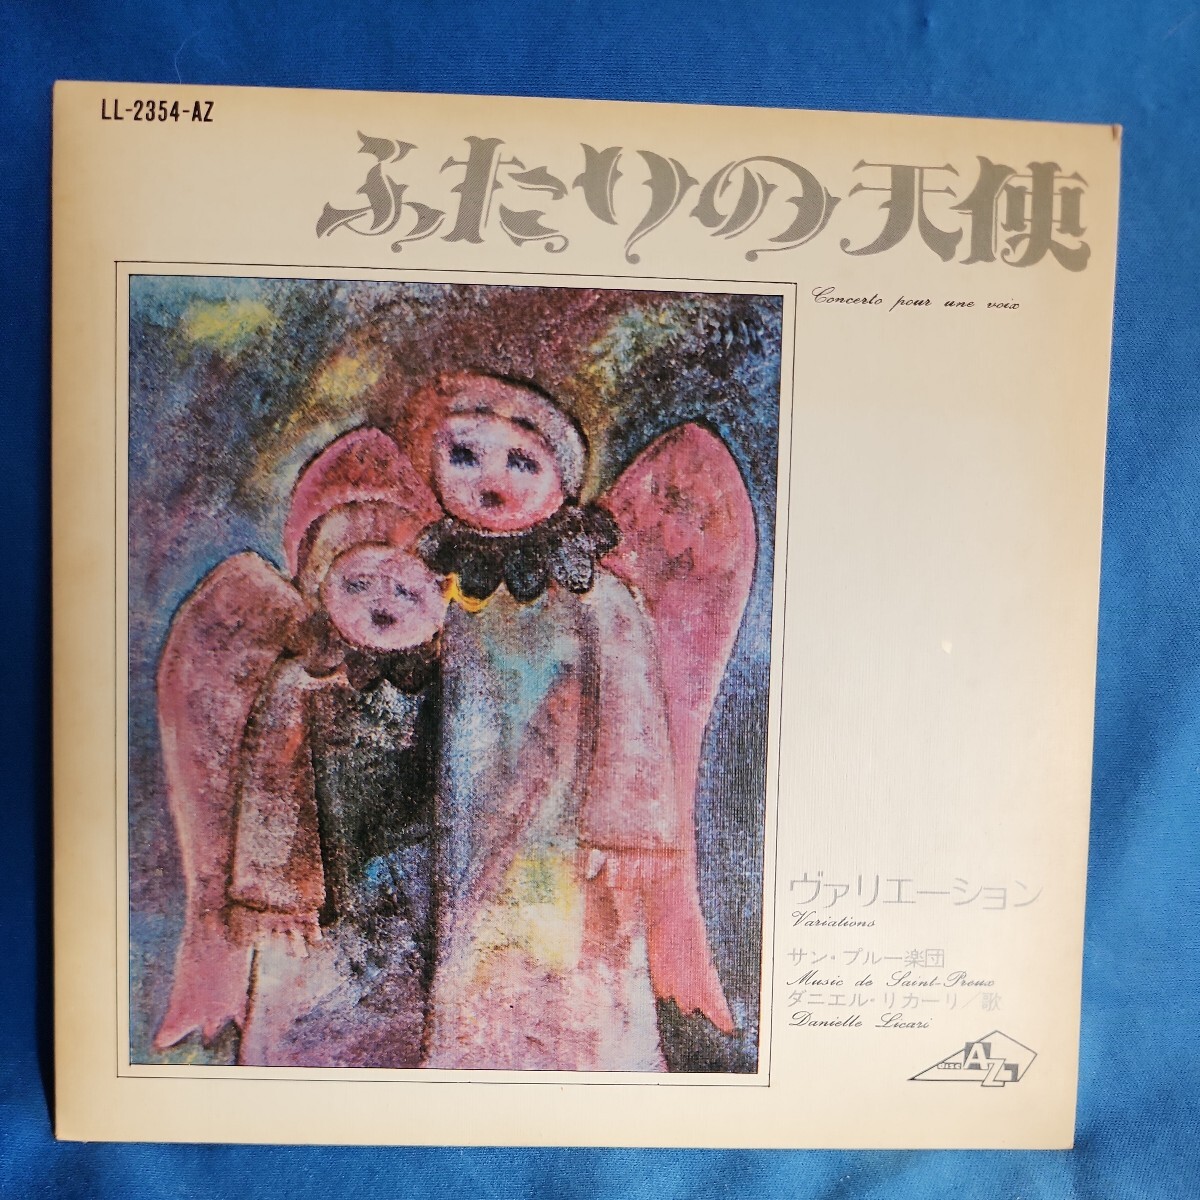 LL-2354-AZ
ふたりの天使
Concerto pour une voix
ヴァリエーション
Variations
サン・プルー楽団
Music de Saint-Preux
ダニエル・リカーリ／歌
Danielle Licari
disc AZ